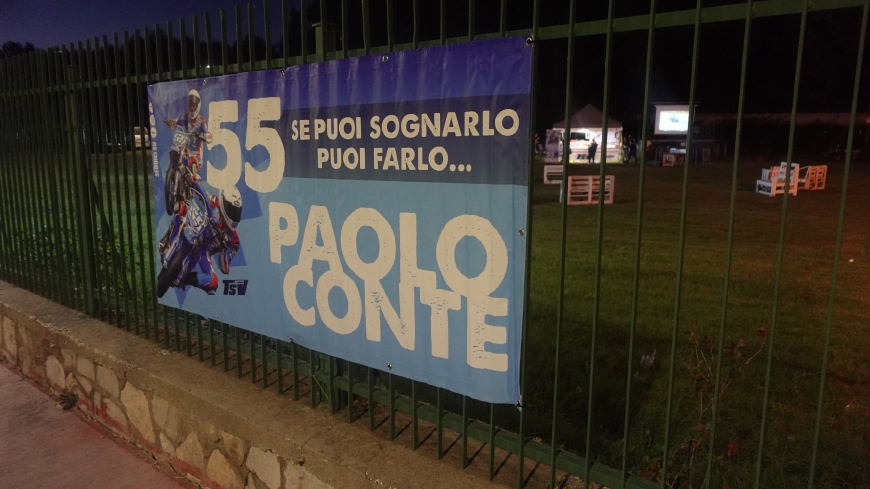 55
SE PUOI SOGNARLO
PUOI FARLO...
PAOLO
CONTE
TSV